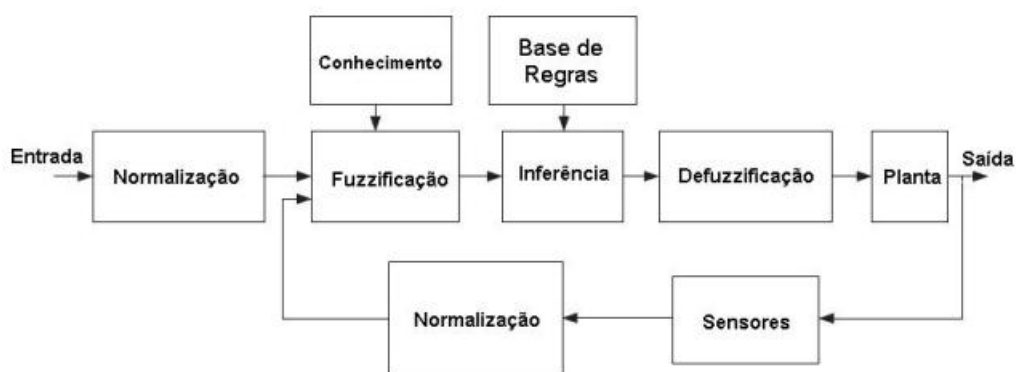 Conhecimento
Base de
Regras
Entrada
Normalização
Fuzzificação
Inferência
Defuzzificação
Planta
Saída
Normalização
Sensores